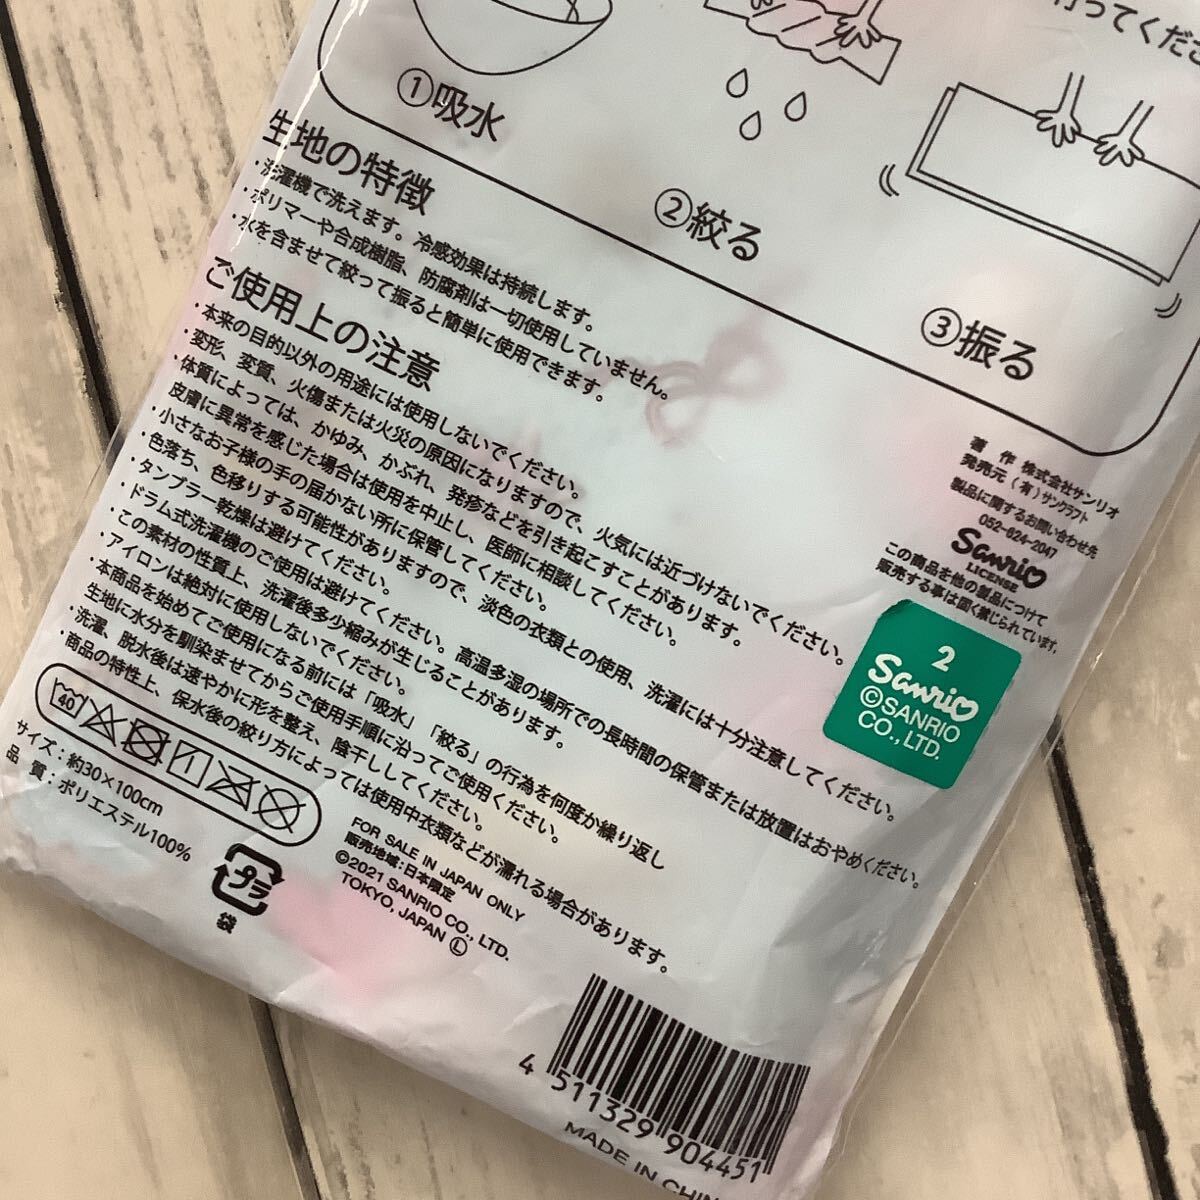 行ってくださ
①吸水
②絞る
③振る
生地の特徴
・洗濯機で洗えます。冷感効果は持続します。
・ポリマーや合成樹脂、防腐剤は一切使用していません。
・水を含ませて絞って振ると簡単に使用できます。
ご使用上の注意
・本来の目的以外の用途には使用しないでください。
・変形、変質、火傷または火災の原因になりますので、火気には近づけないでください。
・体質によっては、かゆみ、かぶれ、発疹などを引き起こすことがあります。
皮膚に異常を感じた場合は使用を中止し、医師に相談してください。
・小さなお子様の手の届かない所に保管してください。
・色落ち、色移りする可能性がありますので、淡色の衣類との使用、洗濯には十分注意してください。
・タンブラー乾燥は避けてください。
・ドラム式洗濯機のご使用は避けてください。高温多湿の場所での長時間の保管または放置はおやめください。
・この素材の性質上、洗濯後多少縮みが生じることがあります。
・アイロンは絶対に使用しないでください。
・本商品を始めてご使用になる前には「吸水」「絞る」の行為を何度か繰り返し
生地に水分を馴染ませてからご使用手順に沿ってご使用ください。
・洗濯、脱水後は速やかに形を整え、陰干ししてください。
・商品の特性上、保水後の絞り方によっては使用中衣類などが濡れる場合があります。
40
サイズ：約30×100cm
品 質：ポリエステル100%
プラ
袋
FOR SALE IN JAPAN ONLY
販売地域：日本限定
©2021 SANRIO CO., LTD.
TOKYO, JAPAN Ⓛ
著 作 株式会社サンリオ
発売元 (有)サンクラフト
製品に関するお問い合わせ先
052-624-2047
Sanrio
LICENSE
この商品を他の製品につけて
販売する事は固く禁じられています。
2
Sanrio
©SANRIO
CO., LTD.
4 511329 904451
MADE IN CHIN